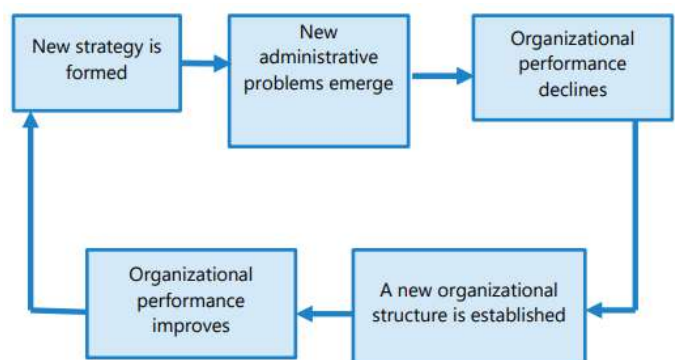 New strategy is
formed
New
administrative
problems emerge
Organizational
performance
declines
A new organizational
structure is established
Organizational
performance
improves